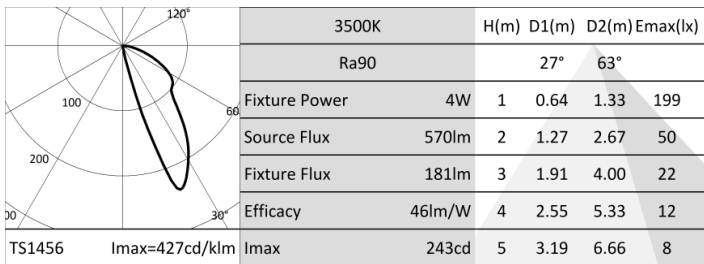 120°
100
60
200
00
30°
TS1456 Imax=427cd/klm
3500K
Ra90
Fixture Power 4W
Source Flux 570lm
Fixture Flux 181lm
Efficacy 46lm/W
Imax 243cd
H(m) D1(m) D2(m) Emax(lx)
27° 63°
1 0.64 1.33 199
2 1.27 2.67 50
3 1.91 4.00 22
4 2.55 5.33 12
5 3.19 6.66 8